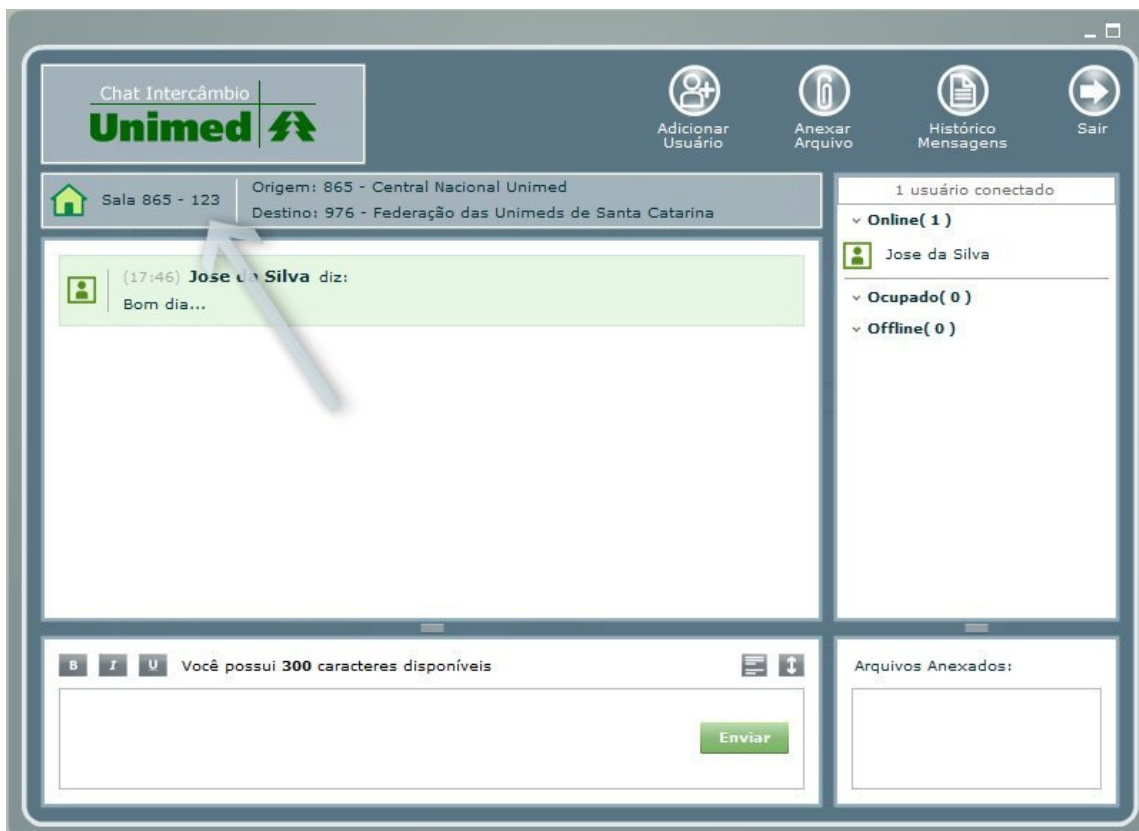 Chat Intercâmbio
Unimed
Adicionar
Usuário
Anexar
Arquivo
Histórico
Mensagens
Sair
Sala 865 - 123
Origem: 865 - Central Nacional Unimed
Destino: 976 - Federação das Unimeds de Santa Catarina
(17:46) Jose da Silva diz:
Bom dia...
1 usuário conectado
Online( 1 )
Jose da Silva
Ocupado( 0 )
Offline( 0 )
B I U Você possui 300 caracteres disponíveis
Enviar
Arquivos Anexados: